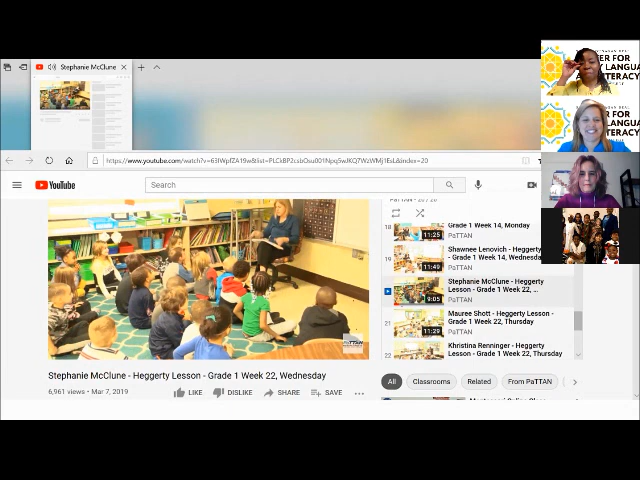 Stephanie McClune
https://www.youtube.com/watch?v=63IWpfZA19w&list=PLCkBP2csbOsu001Npq5wJKQ7WzWMj1EsL&index=20
YouTube
Search
18
Grade 1 Week 14, Monday
PaTTAN
11:25
19
Shawnee Lenovich - Heggerty
- Grade 1 Week 14, Wednesday
PaTTAN
11:49
Stephanie McClune - Heggerty
Lesson - Grade 1 Week 22, ...
PaTTAN
9:05
21
Mauree Shott - Heggerty
Lesson - Grade 1 Week 22, Thursday
PaTTAN
11:29
22
Khristina Renninger - Heggerty
Lesson - Grade 1 Week 22, Thursday
PaTTAN
Stephanie McClune - Heggerty Lesson - Grade 1 Week 22, Wednesday
6,961 views • Mar 7, 2019
LIKE
DISLIKE
SHARE
SAVE
All
Classrooms
Related
From PaTTAN